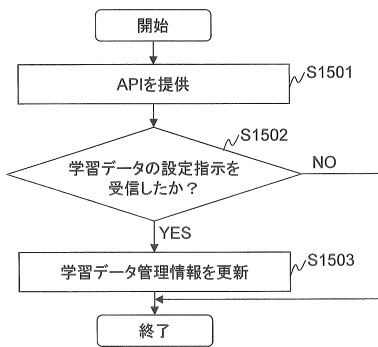 開始
APIを提供
S1501
S1502
学習データの設定指示を
受信したか？
NO
YES
学習データ管理情報を更新
S1503
終了